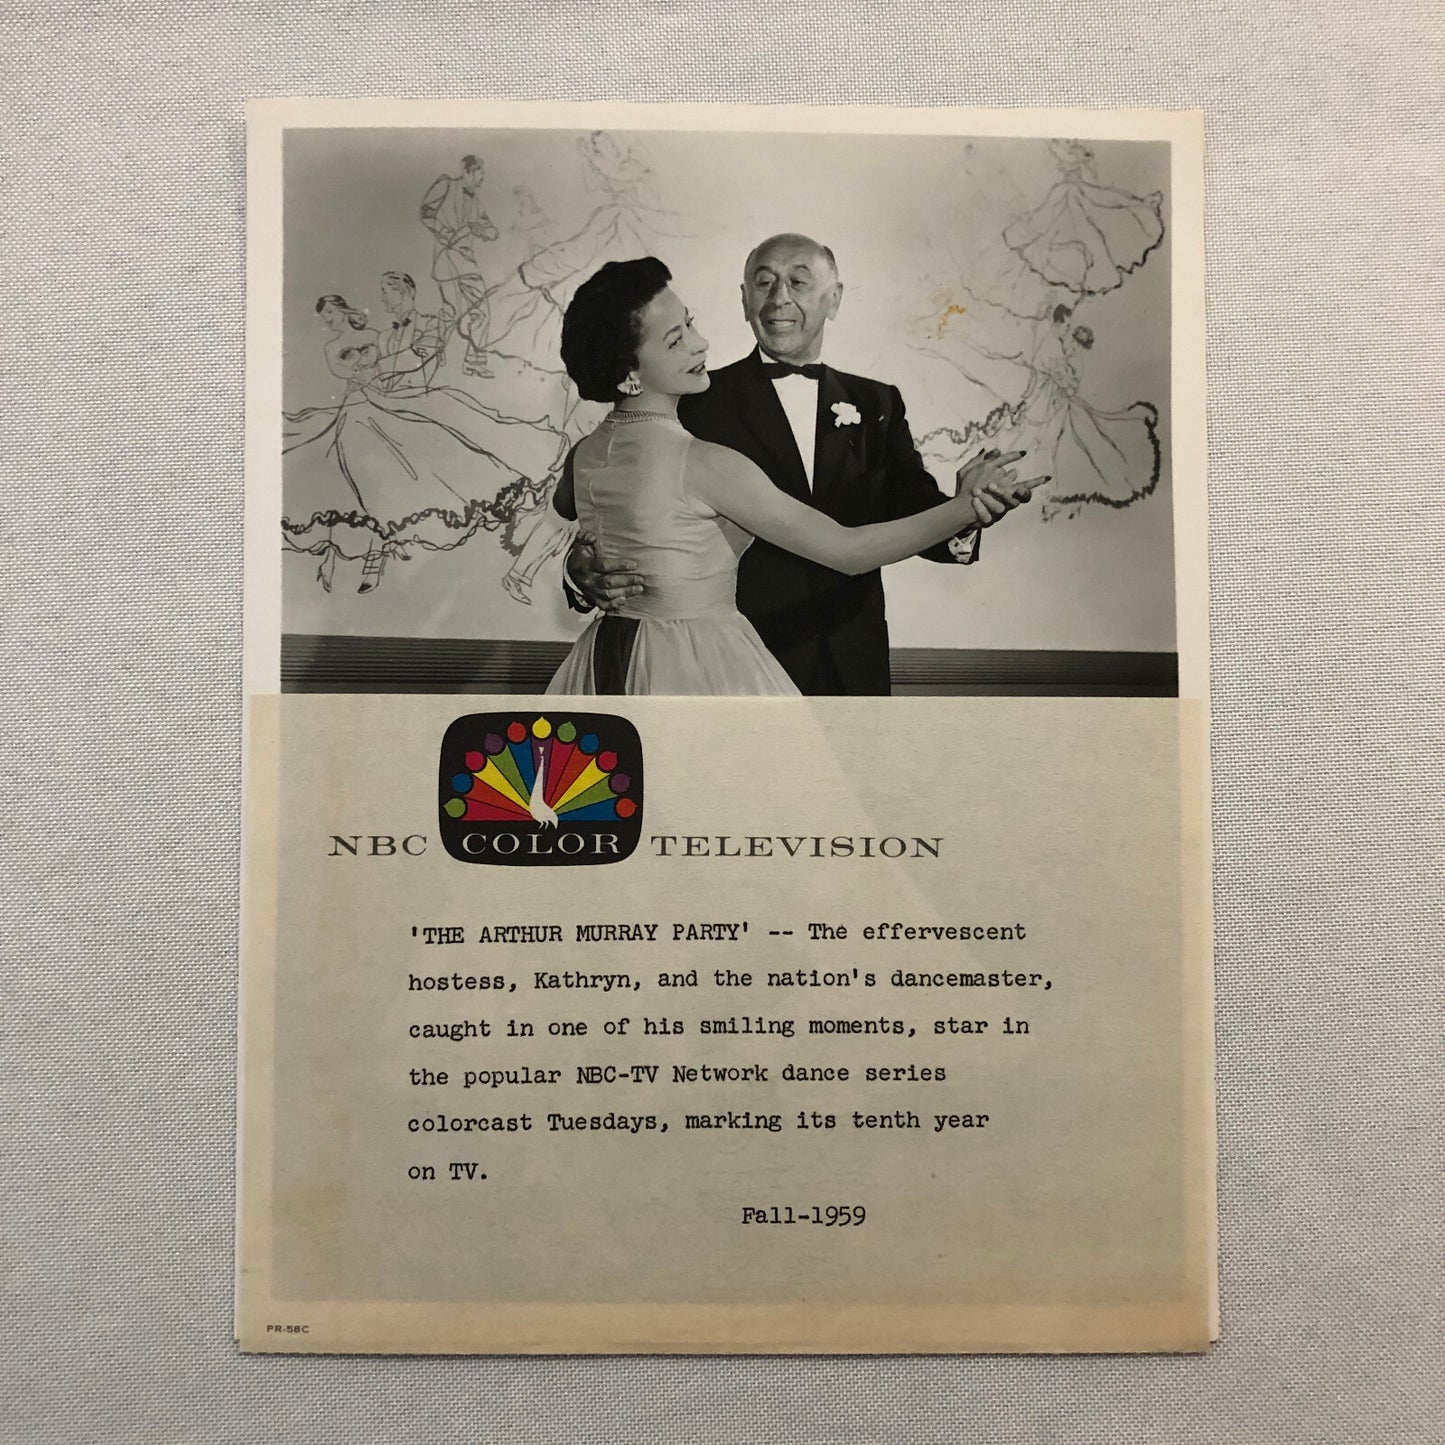 NBC COLOR TELEVISION
'THE ARTHUR MURRAY PARTY' -- The effervescent
hostess, Kathryn, and the nation's dancemaster,
caught in one of his smiling moments, star in
the popular NBC-TV Network dance series
colorcast Tuesdays, marking its tenth year
on TV.
Fall-1959
PR-58C